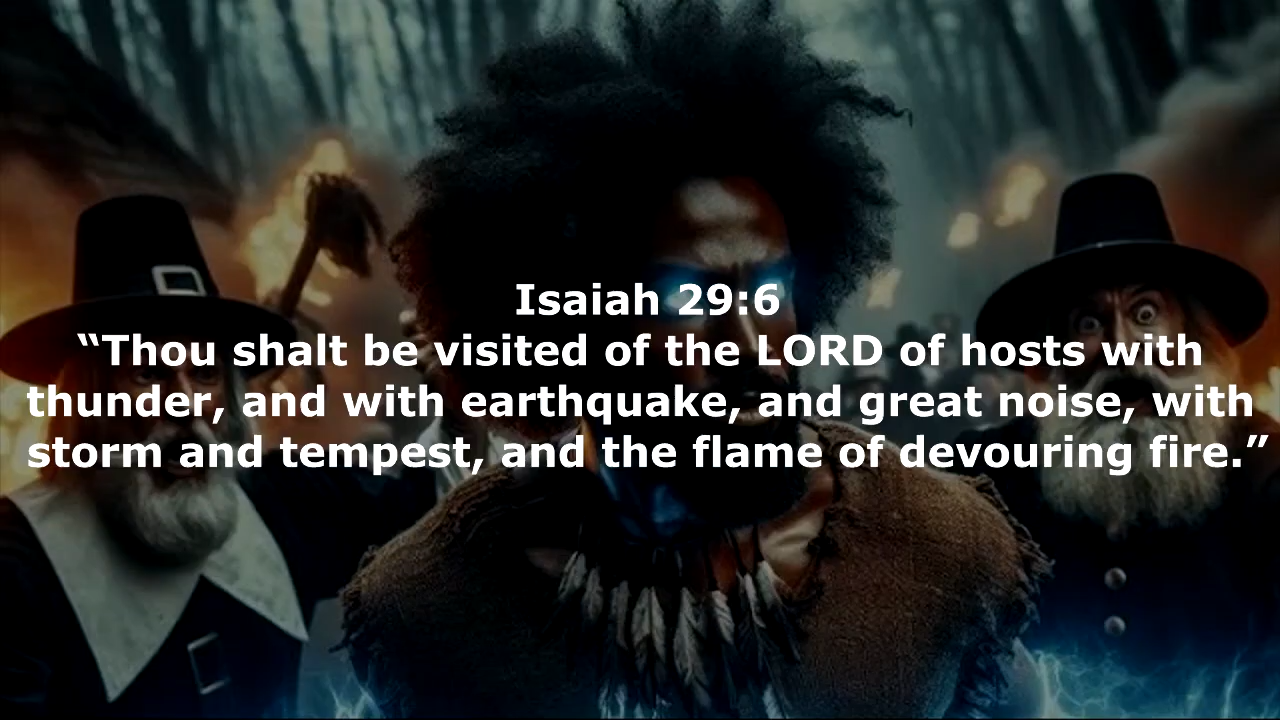 Isaiah 29:6
“Thou shalt be visited of the LORD of hosts with
thunder, and with earthquake, and great noise, with
storm and tempest, and the flame of devouring fire.”